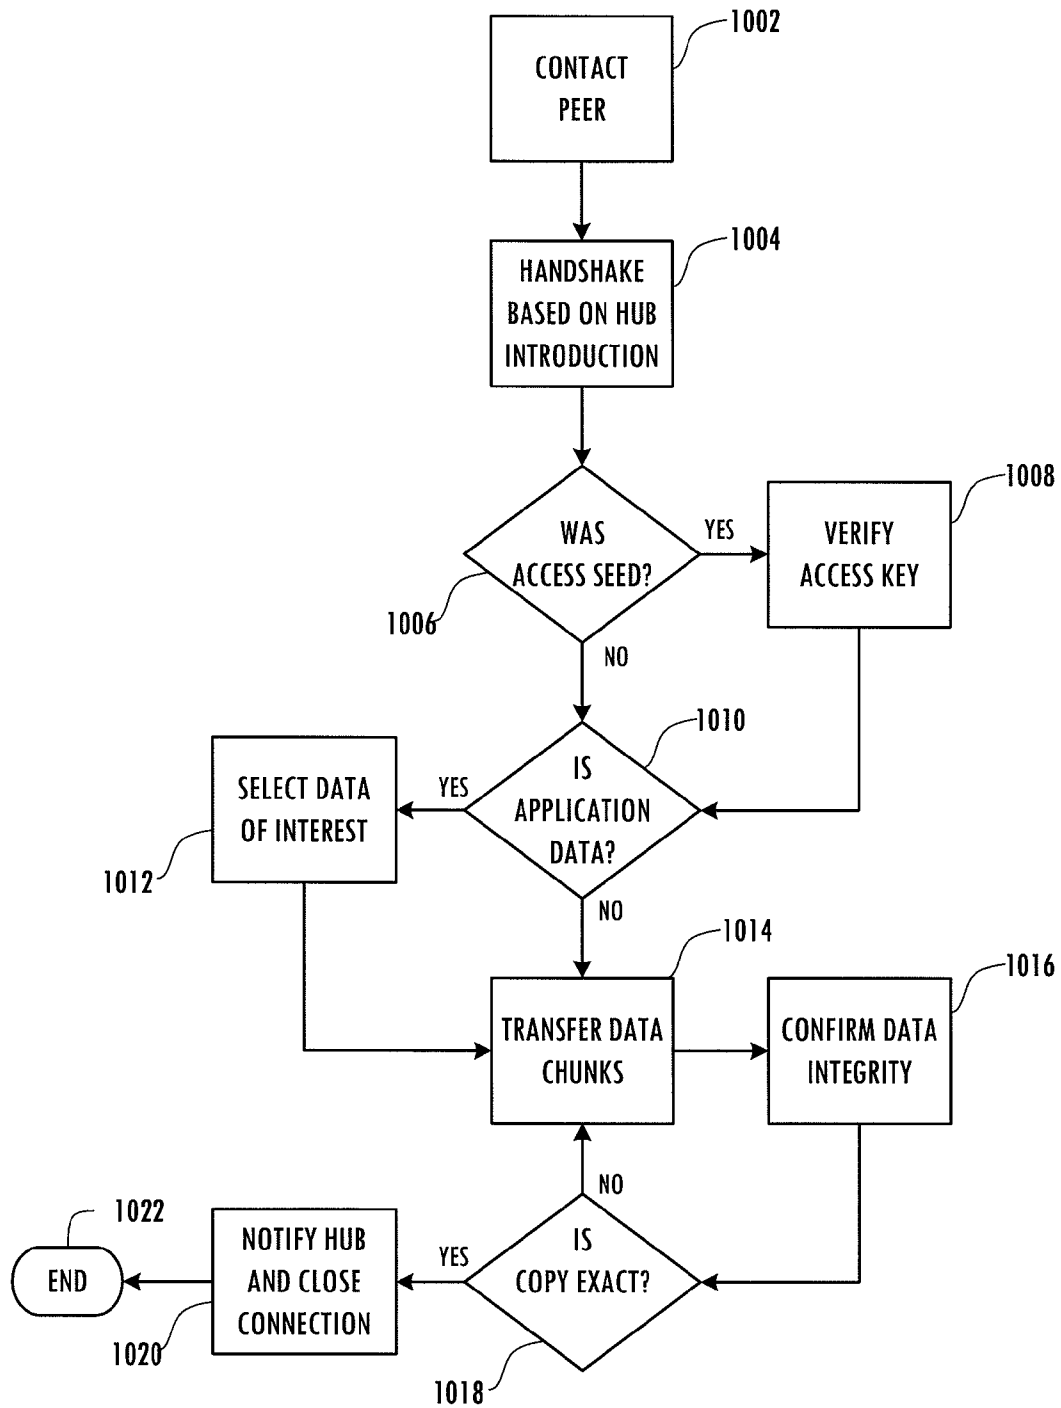 1002
CONTACT
PEER
1004
HANDSHAKE
BASED ON HUB
INTRODUCTION
1008
WAS
ACCESS SEED?
YES
VERIFY
ACCESS KEY
1006
NO
1010
IS
APPLICATION
DATA?
YES
SELECT DATA
OF INTEREST
1012
NO
1014
1016
TRANSFER DATA
CHUNKS
CONFIRM DATA
INTEGRITY
NO
1022
IS
COPY EXACT?
YES
NOTIFY HUB
AND CLOSE
CONNECTION
END
1020
1018